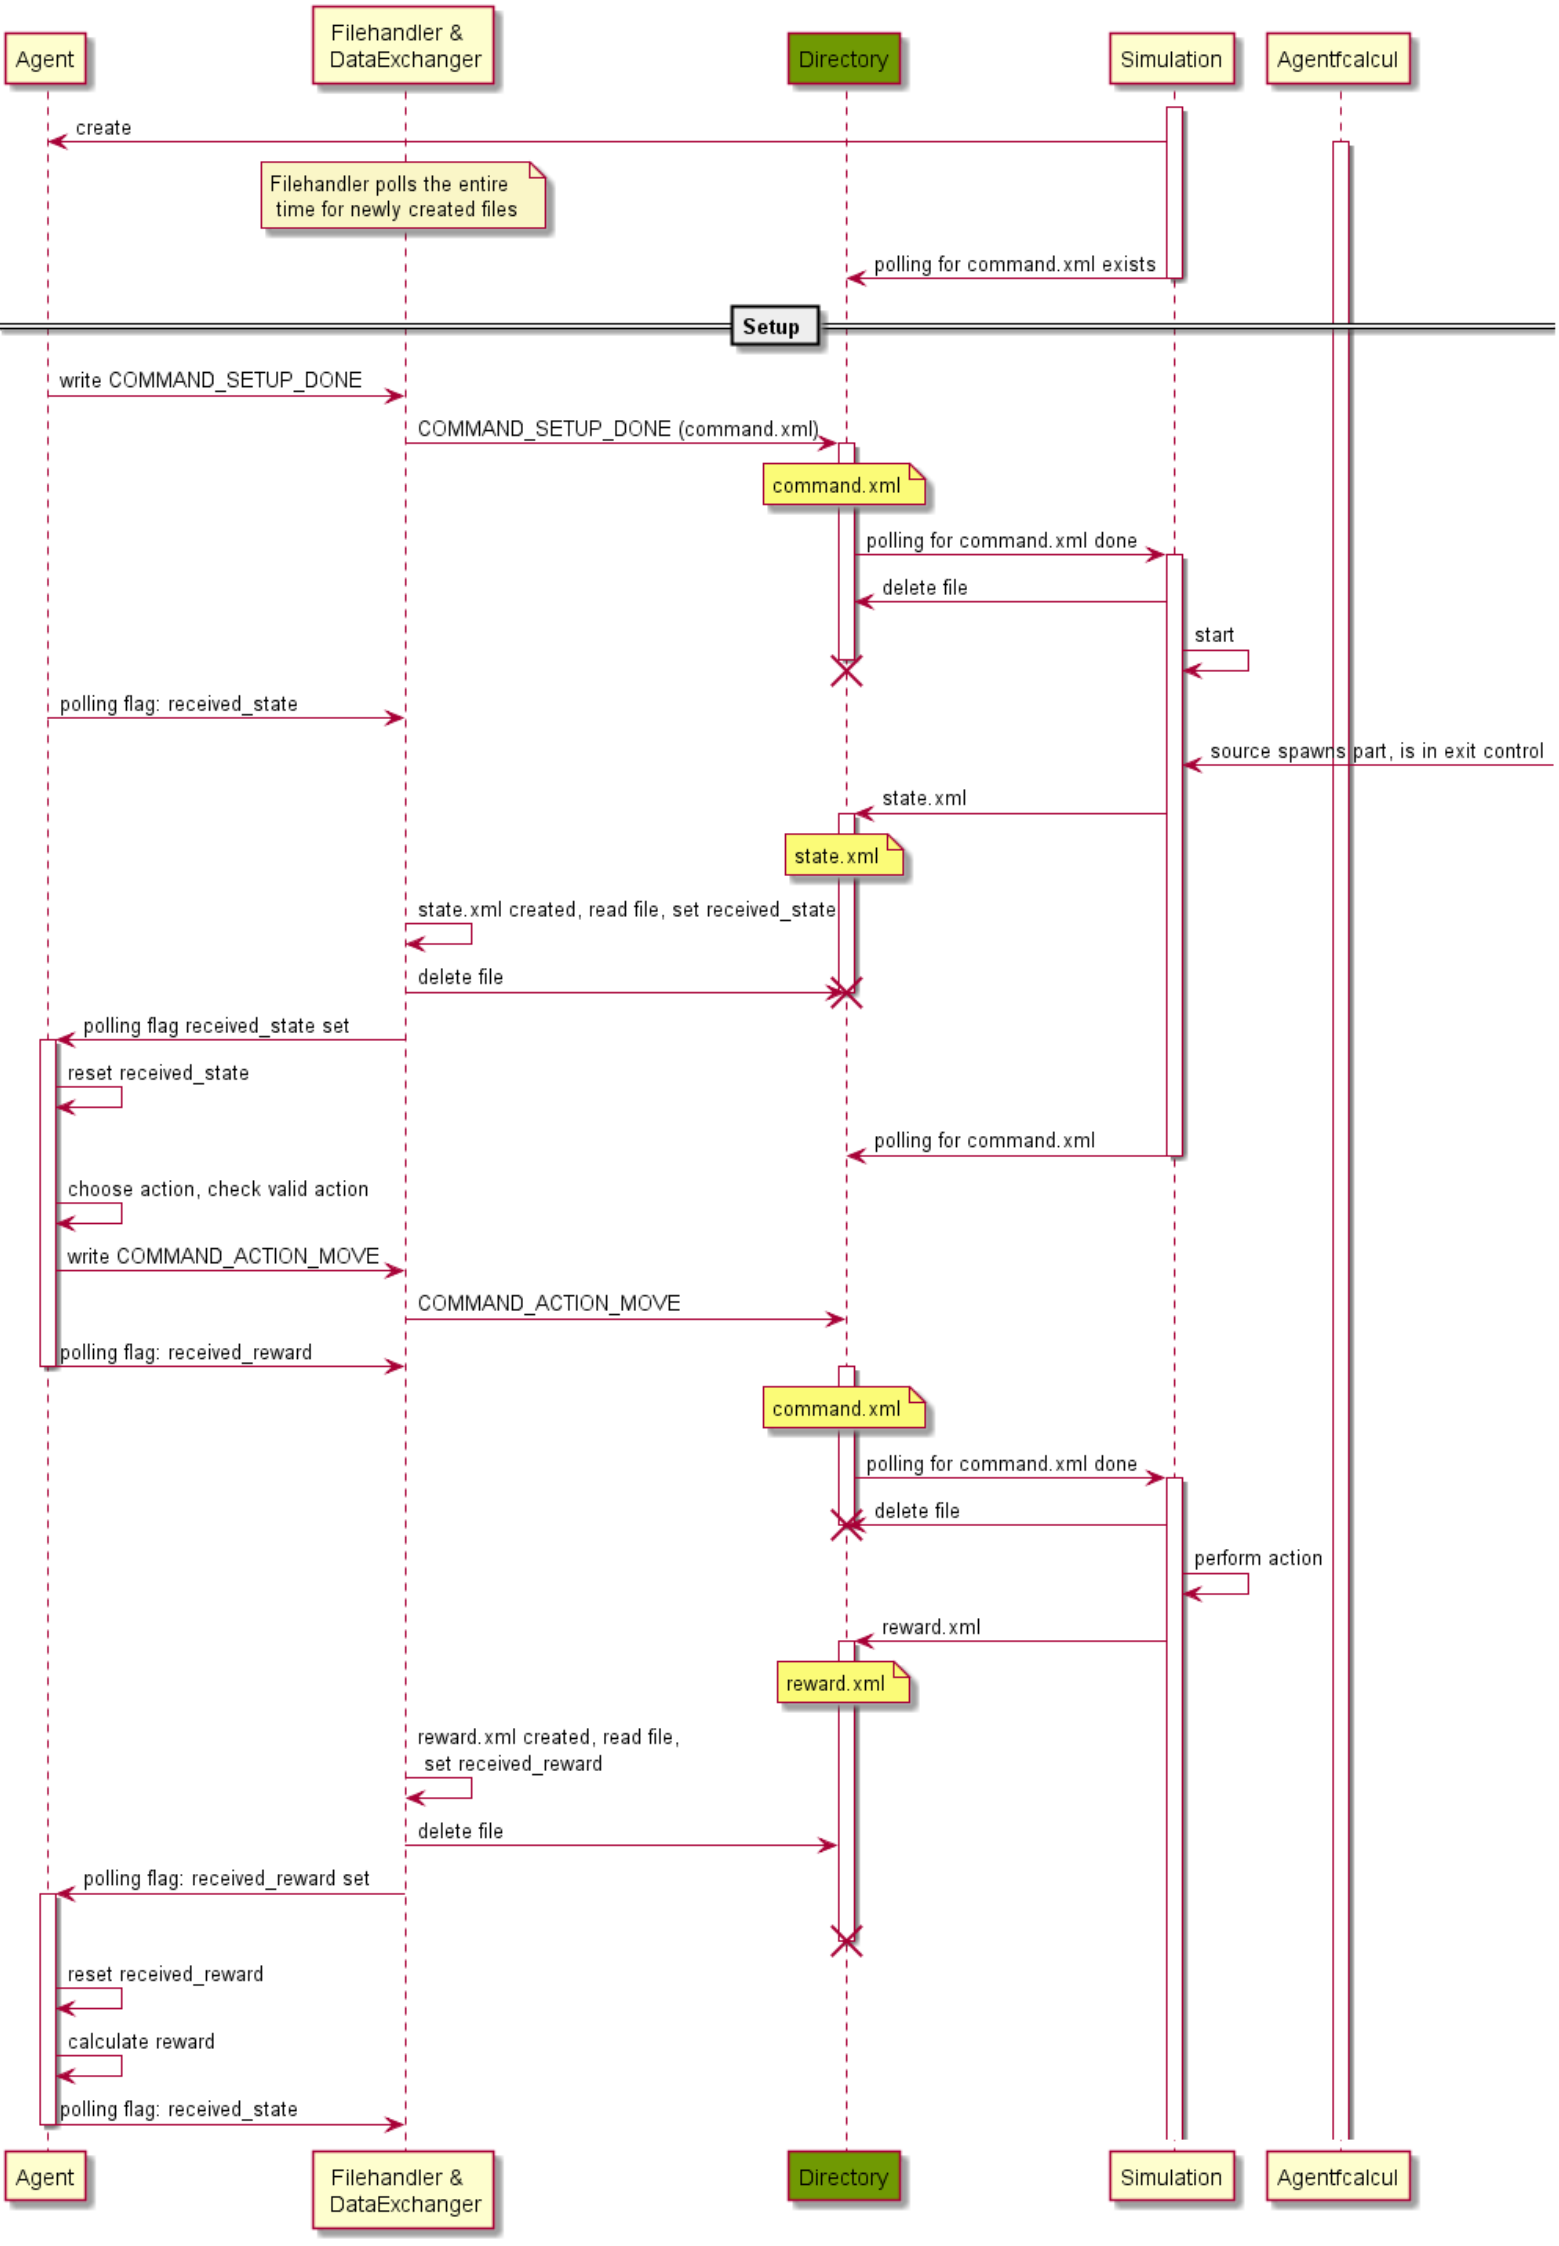 Agent
Filehandler &
DataExchanger
Directory
Simulation
Agentfcalcul
create
Filehandler polls the entire
time for newly created files
polling for command.xml exists
Setup
write COMMAND_SETUP_DONE
COMMAND_SETUP_DONE (command.xml)
command.xml
polling for command.xml done
delete file
start
polling flag: received_state
source spawns part, is in exit control
state.xml
state.xml
state.xml created, read file, set received_state
delete file
polling flag received_state set
reset received_state
polling for command.xml
choose action, check valid action
write COMMAND_ACTION_MOVE
COMMAND_ACTION_MOVE
polling flag: received_reward
command.xml
polling for command.xml done
delete file
perform action
reward.xml
reward.xml
reward.xml created, read file,
set received_reward
delete file
polling flag: received_reward set
reset received_reward
calculate reward
polling flag: received_state
Agent
Filehandler &
DataExchanger
Directory
Simulation
Agentfcalcul